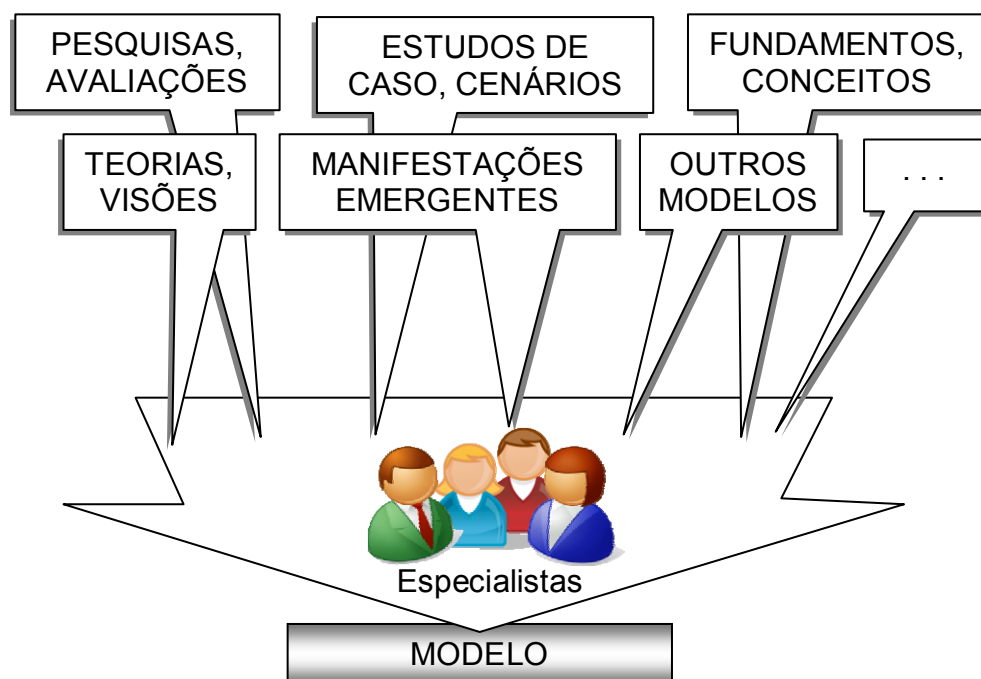 PESQUISAS,
AVALIAÇÕES
ESTUDOS DE
CASO, CENÁRIOS
FUNDAMENTOS,
CONCEITOS
TEORIAS,
VISÕES
MANIFESTAÇÕES
EMERGENTES
OUTROS
MODELOS
. . .
Especialistas
MODELO